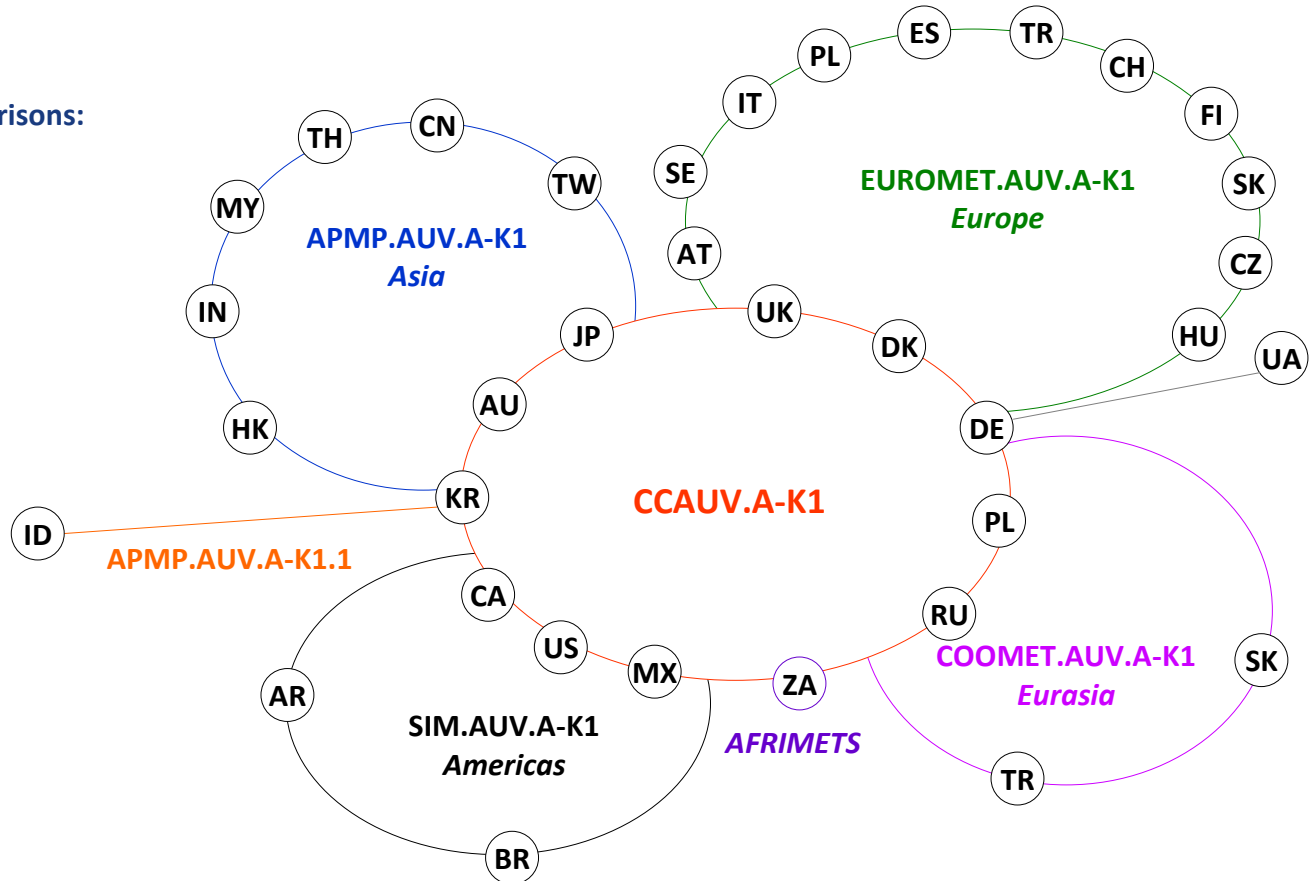 ES
TR
PL
CH
IT
FI
risons:
CN
TH
TW
SE
SK
EUROMET.AUV.A-K1
Europe
MY
APMP.AUV.A-K1
Asia
AT
CZ
IN
UK
JP
DK
HU
UA
AU
HK
DE
KR
CCAUV.A-K1
PL
ID
APMP.AUV.A-K1.1
CA
RU
US
MX
ZA
COOMET.AUV.A-K1
Eurasia
SK
AR
SIM.AUV.A-K1
Americas
AFRIMETS
TR
BR